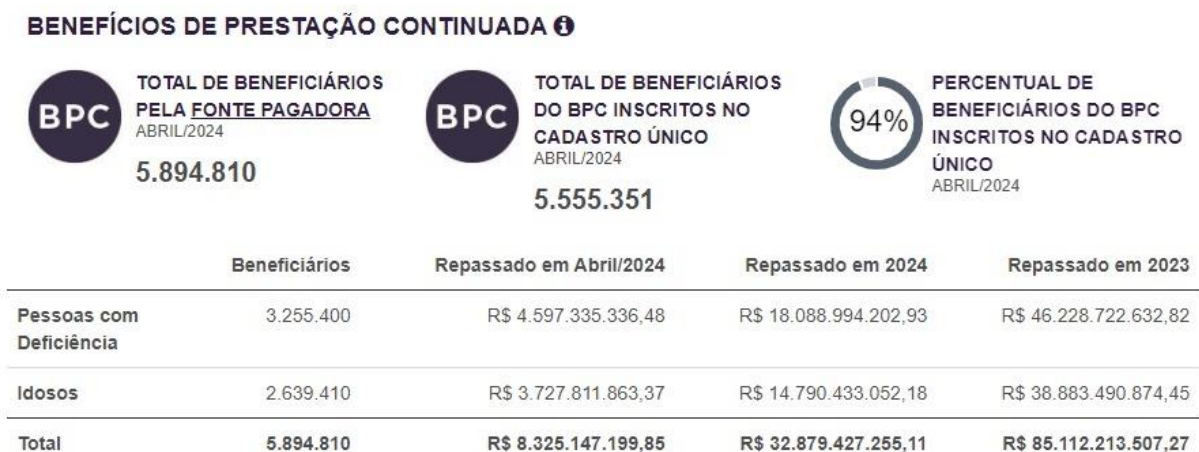 BENEFÍCIOS DE PRESTAÇÃO CONTINUADA
BPC
TOTAL DE BENEFICIÁRIOS
PELA FONTE PAGADORA
ABRIL/2024
5.894.810
BPC
TOTAL DE BENEFICIÁRIOS
DO BPC INSCRITOS NO
CADASTRO ÚNICO
ABRIL/2024
5.555.351
94%
PERCENTUAL DE
BENEFICIÁRIOS DO BPC
INSCRITOS NO CADASTRO
ÚNICO
ABRIL/2024
Beneficiários Repassado em Abril/2024 Repassado em 2024 Repassado em 2023
Pessoas com
Deficiência 3.255.400 R$ 4.597.335.336,48 R$ 18.088.994.202,93 R$ 46.228.722.632,82
Idosos 2.639.410 R$ 3.727.811.863,37 R$ 14.790.433.052,18 R$ 38.883.490.874,45
Total 5.894.810 R$ 8.325.147.199,85 R$ 32.879.427.255,11 R$ 85.112.213.507,27